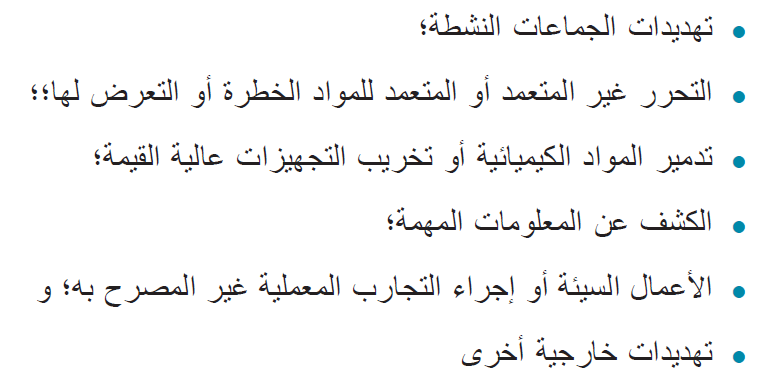 • تهديدات الجماعات النشطة؛
• التحرر غير المتعمد أو المتعمد للمواد الخطرة أو التعرض لها؛؛
• تدمير المواد الكيميائية أو تخريب التجهيزات عالية القيمة؛
• الكشف عن المعلومات المهمة؛
• الأعمال السيئة أو إجراء التجارب المعملية غير المصرح به؛ و
• تهديدات خارجية أخرى